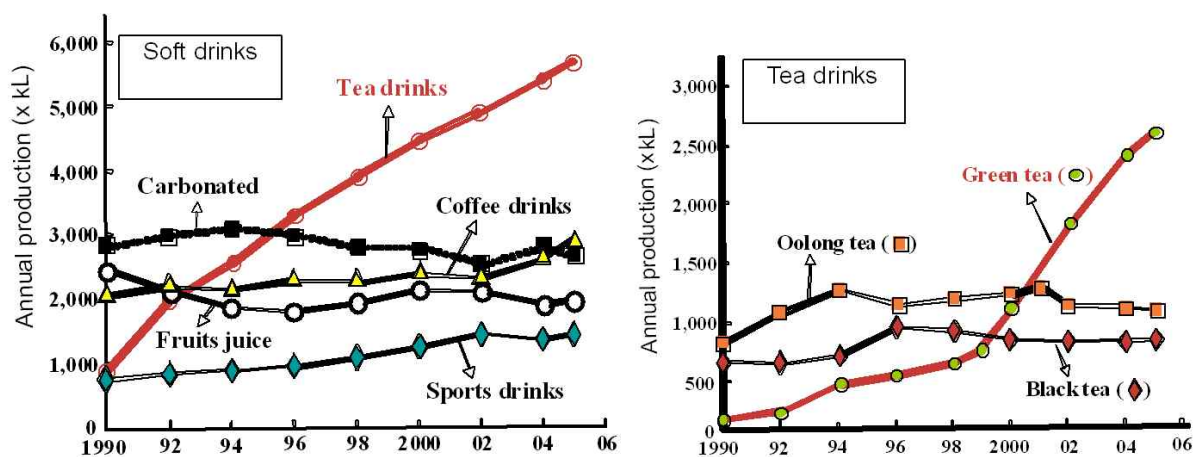 Soft drinks
Annual production (x kL)
6,000
5,000
4,000
3,000
2,000
1,000
0
Tea drinks
Carbonated
Coffee drinks
Fruits juice
Sports drinks
1990 92 94 96 98 2000 02 04 06
Tea drinks
Annual production (x kL)
3,000
2,500
2,000
1,500
1,000
500
0
Green tea ( )
Oolong tea ( )
Black tea ( )
1990 92 94 96 98 2000 02 04 06